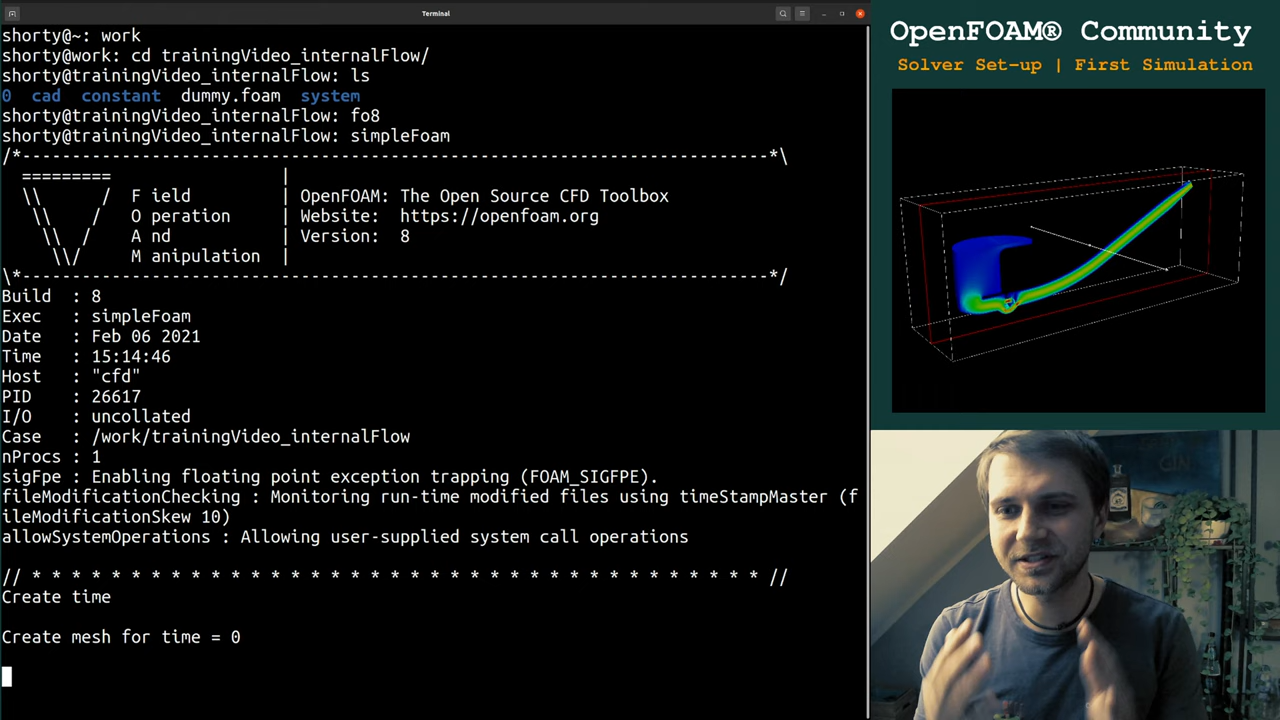 Terminal
shorty@~: work
shorty@work: cd trainingVideo_internalFlow/
shorty@trainingVideo_internalFlow: ls
0  cad  constant  dummy.foam  system
shorty@trainingVideo_internalFlow: fo8
shorty@trainingVideo_internalFlow: simpleFoam
/*---------------------------------------------------------------------------*\
  =========                 |
  \\      /  F ield         | OpenFOAM: The Open Source CFD Toolbox
   \\    /   O peration     | Website:  https://openfoam.org
    \\  /    A nd           | Version:  8
     \\/     M anipulation  |
\*---------------------------------------------------------------------------*/
Build  : 8
Exec   : simpleFoam
Date   : Feb 06 2021
Time   : 15:14:46
Host   : "cfd"
PID    : 26617
I/O    : uncollated
Case   : /work/trainingVideo_internalFlow
nProcs : 1
sigFpe : Enabling floating point exception trapping (FOAM_SIGFPE).
fileModificationChecking : Monitoring run-time modified files using timeStampMaster (f
ileModificationSkew 10)
allowSystemOperations : Allowing user-supplied system call operations
// * * * * * * * * * * * * * * * * * * * * * * * * * * * * * * * * * * * * * //
Create time
Create mesh for time = 0
OpenFOAM® Community
Solver Set-up | First Simulation
GIN